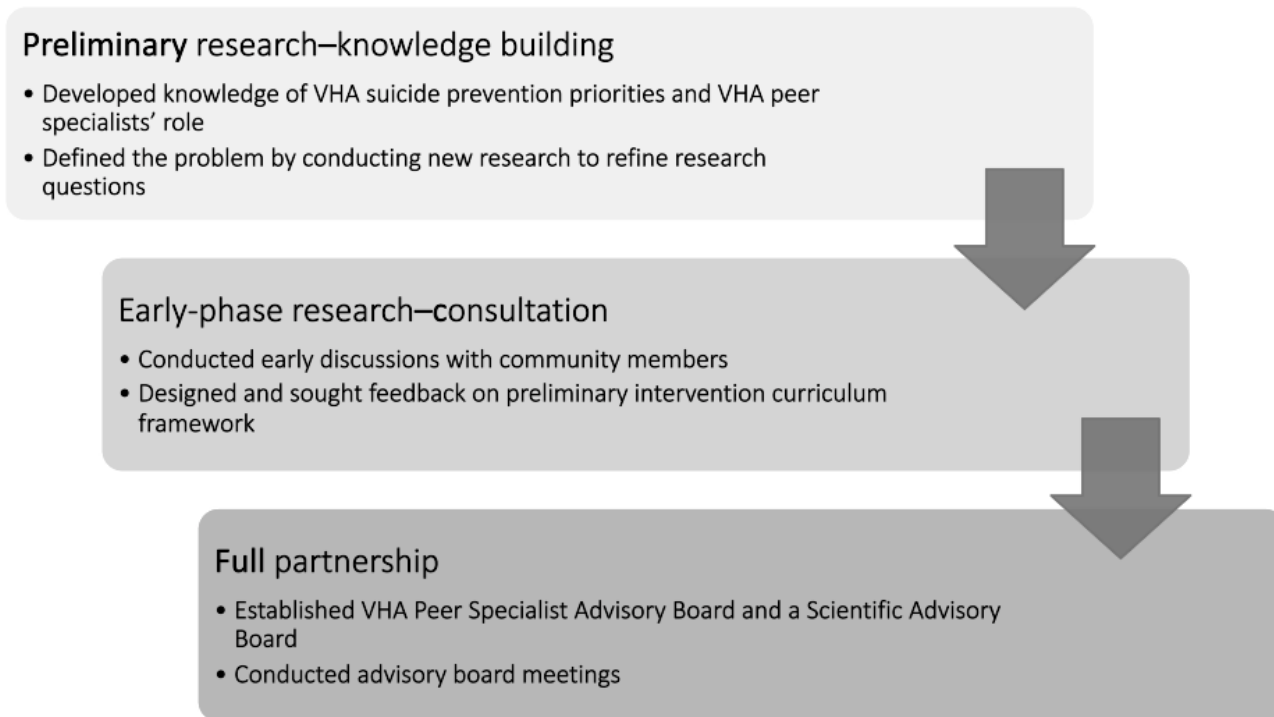 Preliminary research–knowledge building
• Developed knowledge of VHA suicide prevention priorities and VHA peer
specialists’ role
• Defined the problem by conducting new research to refine research
questions
Early-phase research–consultation
• Conducted early discussions with community members
• Designed and sought feedback on preliminary intervention curriculum
framework
Full partnership
• Established VHA Peer Specialist Advisory Board and a Scientific Advisory
Board
• Conducted advisory board meetings